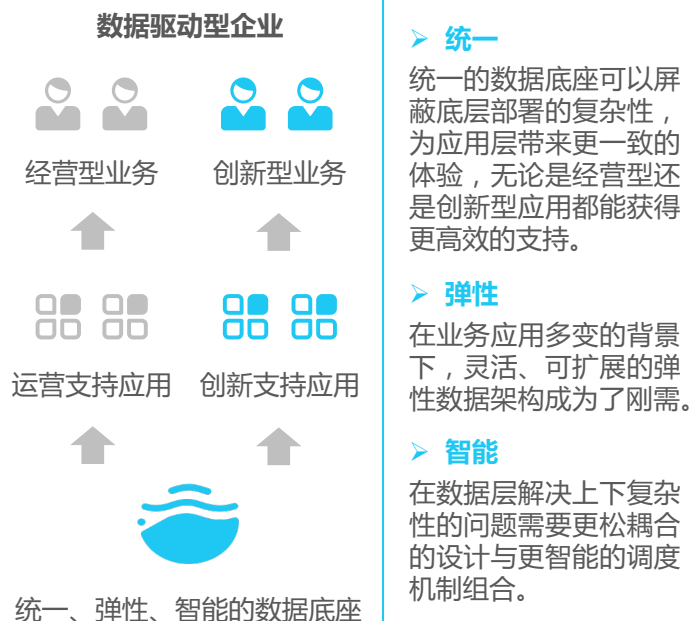 数据驱动型企业
经营型业务
创新型业务
运营支持应用
创新支持应用
统一、弹性、智能的数据底座
➢ 统一
统一的数据底座可以屏
蔽底层部署的复杂性，
为应用层带来更一致的
体验，无论是经营型还
是创新型应用都能获得
更高效的支持。
➢ 弹性
在业务应用多变的背景
下，灵活、可扩展的弹
性数据架构成为了刚需。
➢ 智能
在数据层解决上下复杂
性的问题需要更松耦合
的设计与更智能的调度
机制组合。